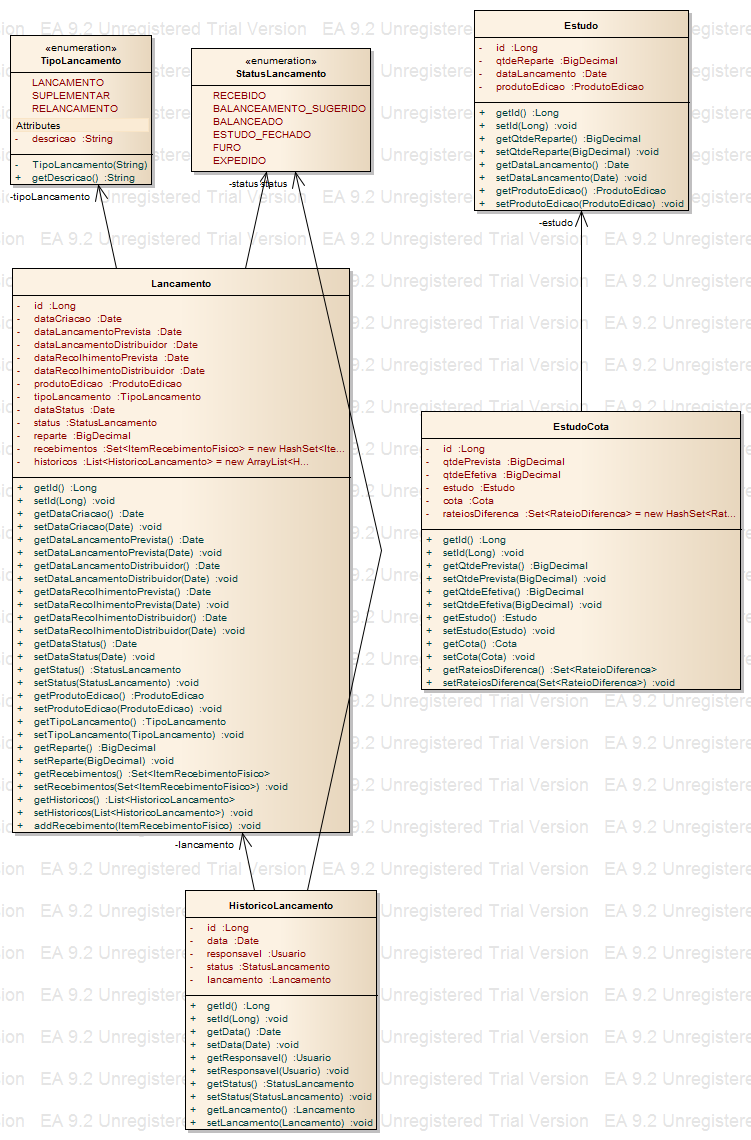 «enumeration»
TipoLancamento
LANCAMENTO
SUPLEMENTAR
RELANCAMENTO
Attributes
- descricao :String
- TipoLancamento(String)
+ getDescricao() :String
-tipoLancamento
«enumeration»
StatusLancamento
RECEBIDO
BALANCEAMENTO_SUGERIDO
BALANCEADO
ESTUDO_FECHADO
FURO
EXPEDIDO
-status
-status
Estudo
- id :Long
- qtdeReparte :BigDecimal
- dataLancamento :Date
- produtoEdicao :ProdutoEdicao
+ getId() :Long
+ setId(Long) :void
+ getQtdeReparte() :BigDecimal
+ setQtdeReparte(BigDecimal) :void
+ getDataLancamento() :Date
+ setDataLancamento(Date) :void
+ getProdutoEdicao() :ProdutoEdicao
+ setProdutoEdicao(ProdutoEdicao) :void
-estudo
Lancamento
- id :Long
- dataCriacao :Date
- dataLancamentoPrevista :Date
- dataLancamentoDistribuidor :Date
- dataRecolhimentoPrevista :Date
- dataRecolhimentoDistribuidor :Date
- produtoEdicao :ProdutoEdicao
- tipoLancamento :TipoLancamento
- dataStatus :Date
- status :StatusLancamento
- reparte :BigDecimal
- recebimentos :Set<ItemRecebimentoFisico> = new HashSet<Ite...
- historicos :List<HistoricoLancamento> = new ArrayList<H...
+ getId() :Long
+ setId(Long) :void
+ getDataCriacao() :Date
+ setDataCriacao(Date) :void
+ getDataLancamentoPrevista() :Date
+ setDataLancamentoPrevista(Date) :void
+ getDataLancamentoDistribuidor() :Date
+ setDataLancamentoDistribuidor(Date) :void
+ getDataRecolhimentoPrevista() :Date
+ setDataRecolhimentoPrevista(Date) :void
+ getDataRecolhimentoDistribuidor() :Date
+ setDataRecolhimentoDistribuidor(Date) :void
+ getDataStatus() :Date
+ setDataStatus(Date) :void
+ getStatus() :StatusLancamento
+ setStatus(StatusLancamento) :void
+ getProdutoEdicao() :ProdutoEdicao
+ setProdutoEdicao(ProdutoEdicao) :void
+ getTipoLancamento() :TipoLancamento
+ setTipoLancamento(TipoLancamento) :void
+ getReparte() :BigDecimal
+ setReparte(BigDecimal) :void
+ getRecebimentos() :Set<ItemRecebimentoFisico>
+ setRecebimentos(Set<ItemRecebimentoFisico>) :void
+ getHistoricos() :List<HistoricoLancamento>
+ setHistoricos(List<HistoricoLancamento>) :void
+ addRecebimento(ItemRecebimentoFisico) :void
-lancamento
EstudoCota
- id :Long
- qtdePrevista :BigDecimal
- qtdeEfetiva :BigDecimal
- estudo :Estudo
- cota :Cota
- rateiosDiferenca :Set<RateioDiferenca> = new HashSet<Rat...
+ getId() :Long
+ setId(Long) :void
+ getQtdePrevista() :BigDecimal
+ setQtdePrevista(BigDecimal) :void
+ getQtdeEfetiva() :BigDecimal
+ setQtdeEfetiva(BigDecimal) :void
+ getEstudo() :Estudo
+ setEstudo(Estudo) :void
+ getCota() :Cota
+ setCota(Cota) :void
+ getRateiosDiferenca() :Set<RateioDiferenca>
+ setRateiosDiferenca(Set<RateioDiferenca>) :void
HistoricoLancamento
- id :Long
- data :Date
- responsavel :Usuario
- status :StatusLancamento
- lancamento :Lancamento
+ getId() :Long
+ setId(Long) :void
+ getData() :Date
+ setData(Date) :void
+ getResponsavel() :Usuario
+ setResponsavel(Usuario) :void
+ getStatus() :StatusLancamento
+ setStatus(StatusLancamento) :void
+ getLancamento() :Lancamento
+ setLancamento(Lancamento) :void
EA 9.2 Unregistered Trial Version